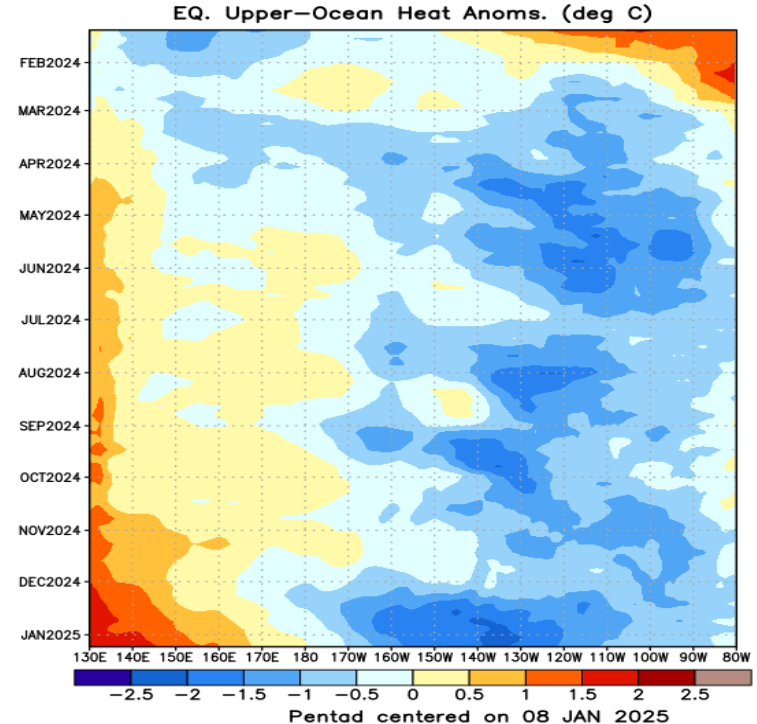 EQ. Upper-Ocean Heat Anoms. (deg C)
FEB2024
MAR2024
APR2024
MAY2024
JUN2024
JUL2024
AUG2024
SEP2024
OCT2024
NOV2024
DEC2024
JAN2025
130E 140E 150E 160E 170E 180 170W 160W 150W 140W 130W 120W 110W 100W 90W 80W
-2.5 -2 -1.5 -1 -0.5 0 0.5 1 1.5 2 2.5
Pentad centered on 08 JAN 2025